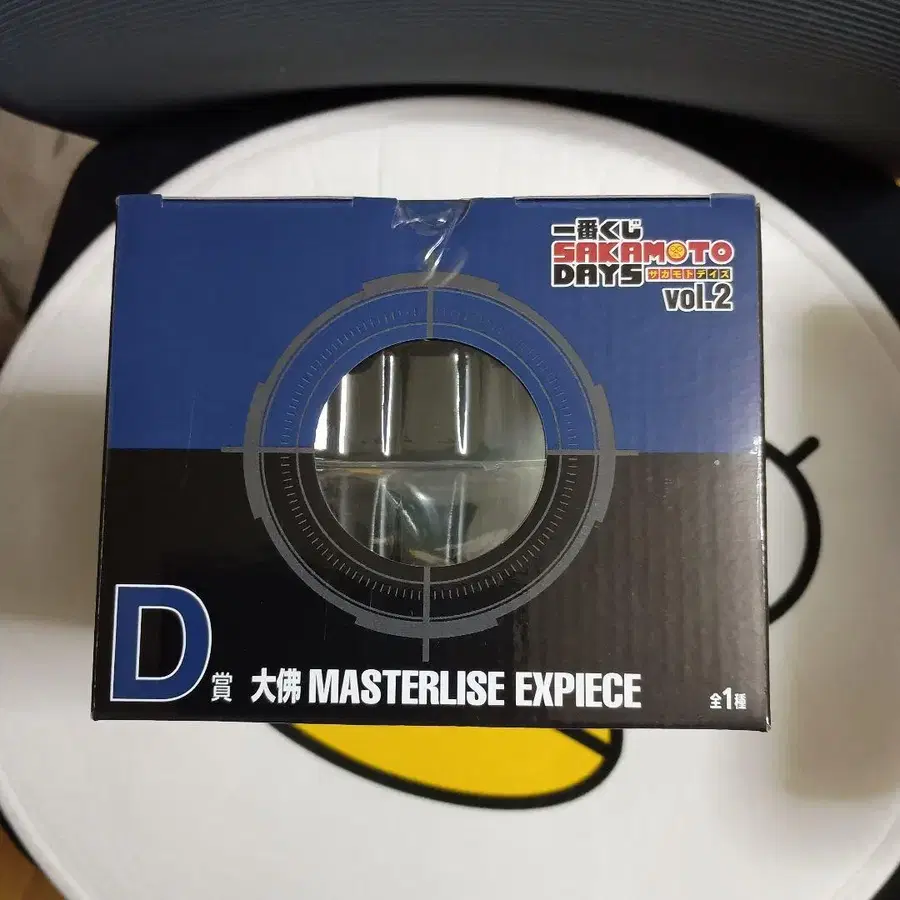 一番くじ
SAKAMOTO
DAYS サカモトデイズ
vol.2
D賞 大佛 MASTERLISE EXPIECE
全1種